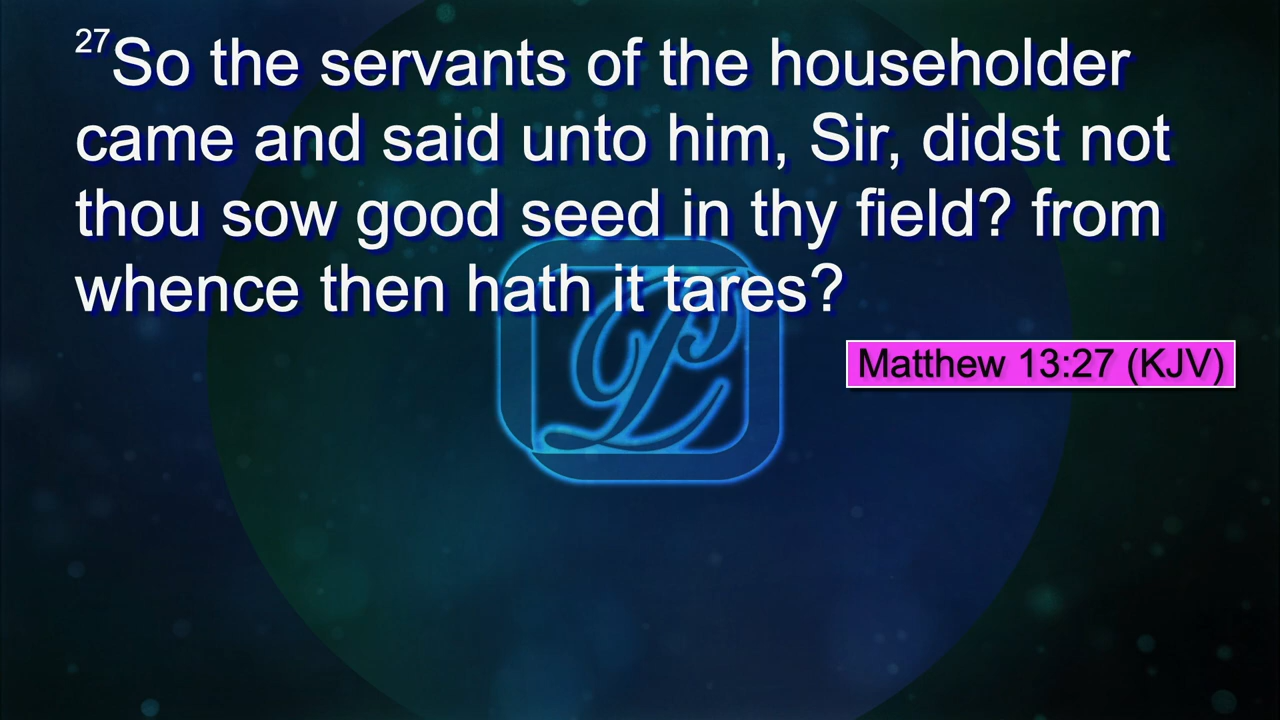 27So the servants of the householder
came and said unto him, Sir, didst not
thou sow good seed in thy field? from
whence then hath it tares?
Matthew 13:27 (KJV)